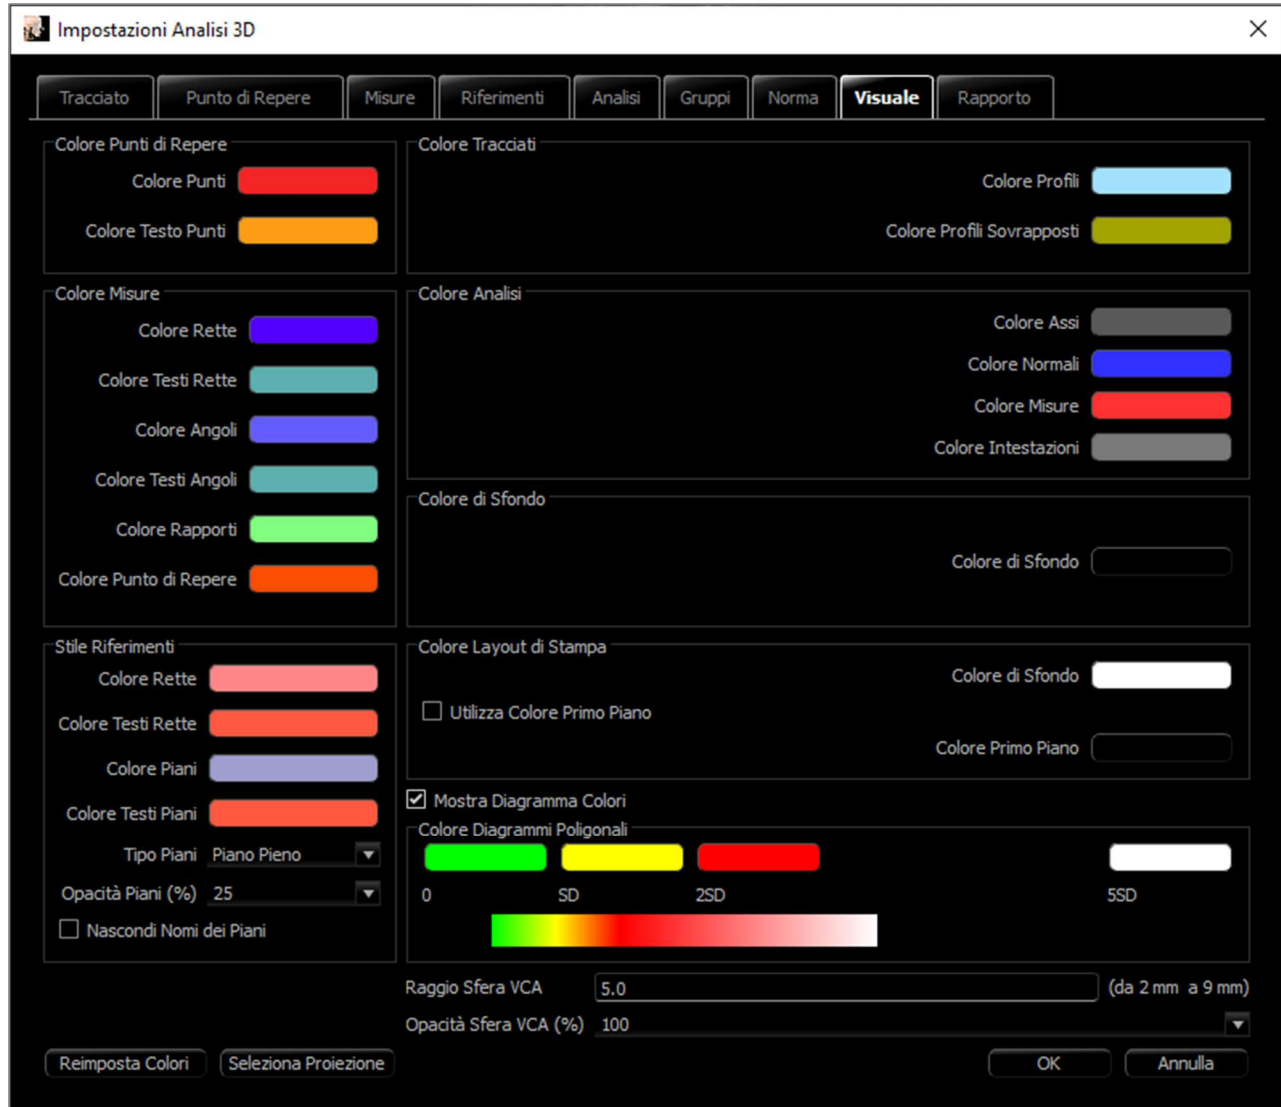 Impostazioni Analisi 3D
Tracciato Punto di Repere Misure Riferimenti Analisi Gruppi Norma Visuale Rapporto
Colore Punti di Repere
Colore Punti
Colore Testo Punti
Colore Tracciati
Colore Profili
Colore Profili Sovrapposti
Colore Misure
Colore Rette
Colore Testi Rette
Colore Angoli
Colore Testi Angoli
Colore Rapporti
Colore Punto di Repere
Colore Analisi
Colore Assi
Colore Normali
Colore Misure
Colore Intestazioni
Colore di Sfondo
Colore di Sfondo
Stile Riferimenti
Colore Rette
Colore Testi Rette
Colore Piani
Colore Testi Piani
Tipo Piani Piano Pieno
Opacità Piani (%) 25
Nascondi Nomi dei Piani
Colore Layout di Stampa
Colore di Sfondo
Utilizza Colore Primo Piano
Colore Primo Piano
Mostra Diagramma Colori
Colore Diagrammi Poligonali
0 SD 2SD 5SD
Raggio Sfera VCA 5.0 (da 2 mm a 9 mm)
Opacità Sfera VCA (%) 100
Reimposta Colori Seleziona Proiezione OK Annulla